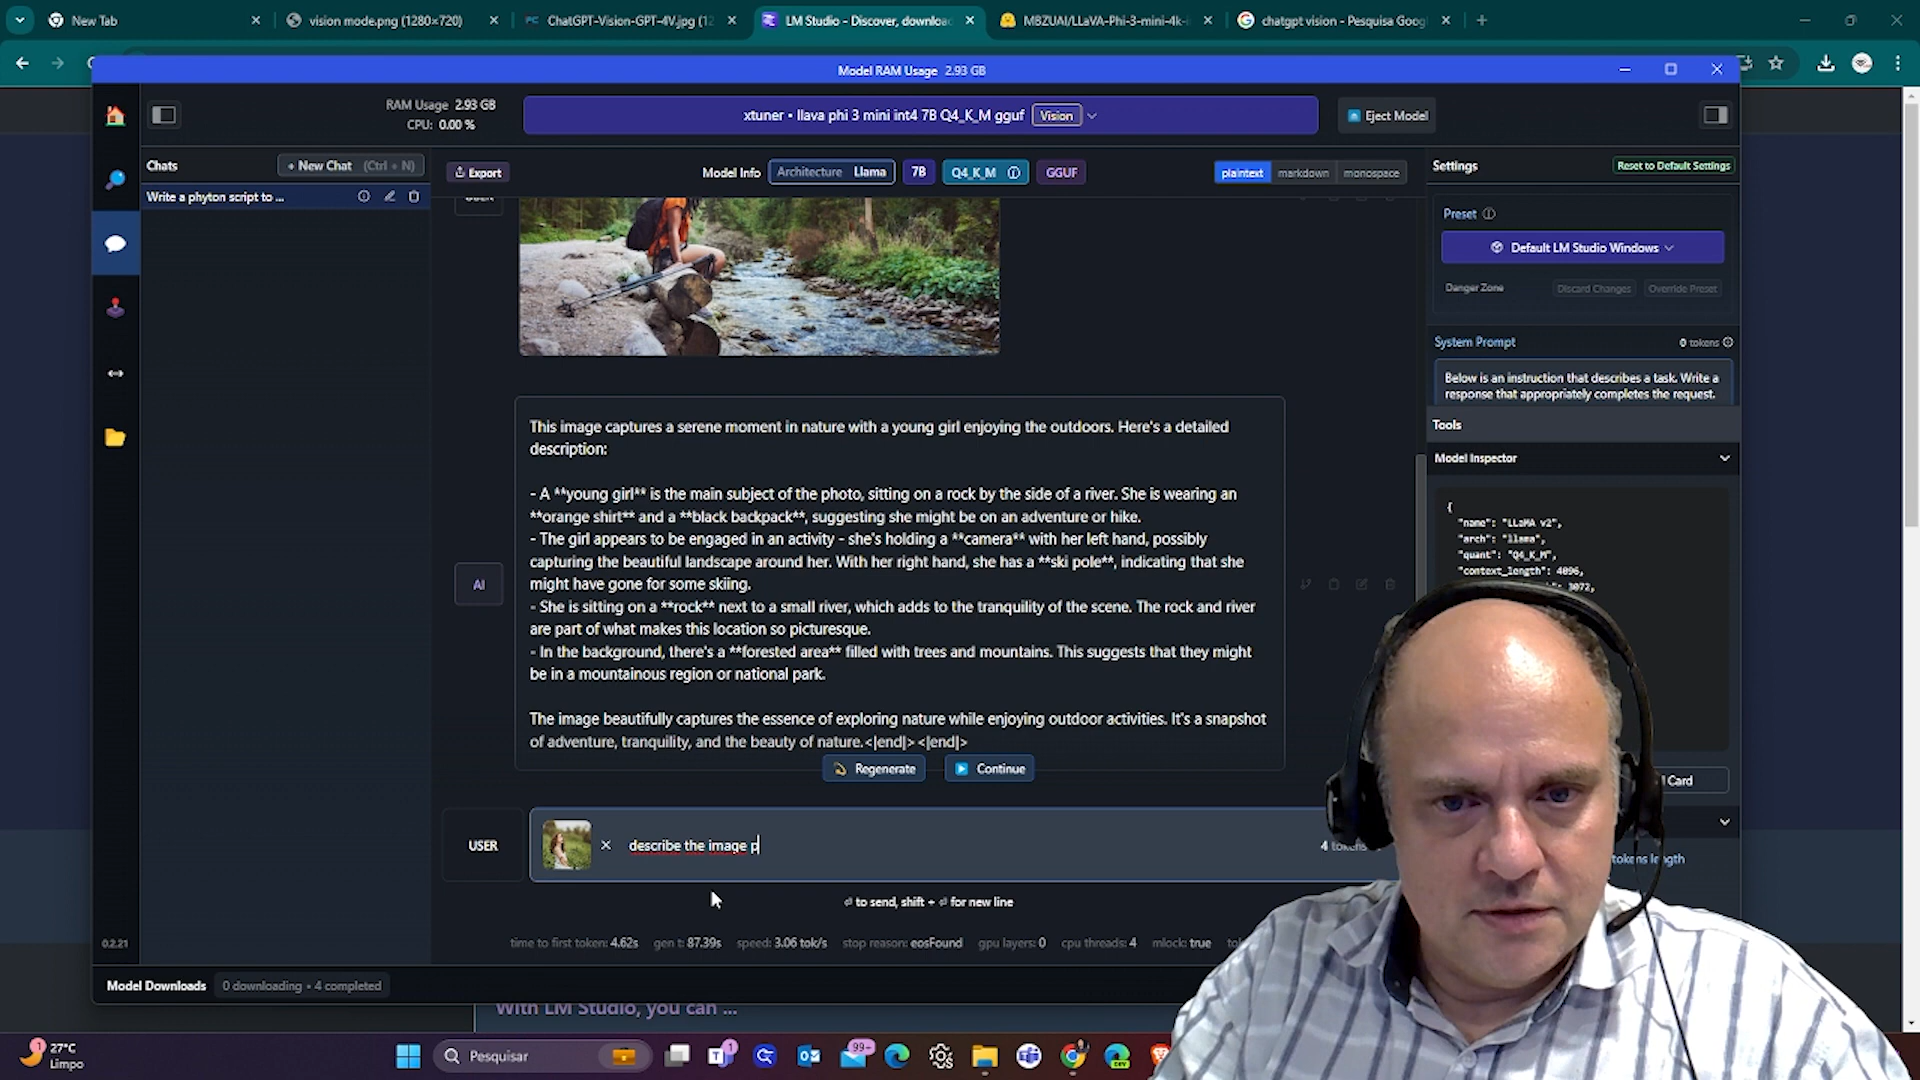 New Tab
vision mode.png (1280×720)
ChatGPT-Vision-GPT-4V.jpg (12
LM Studio - Discover, downloa
MBZUAI/LLaVA-Phi-3-mini-4k-i
chatgpt vision - Pesquisa Goog
Model RAM Usage 2.93 GB
RAM Usage 2.93 GB
CPU: 0.00 %
xtuner • llava phi 3 mini int4 7B Q4_K_M gguf Vision
Eject Model
Chats
+ New Chat (Ctrl + N)
Export
Model Info Architecture Llama 7B Q4_K_M GGUF
plaintext markdown monospace
Settings
Reset to Default Settings
Write a phyton script to ...
Preset
Default LM Studio Windows
Danger Zone Discard Changes Override Preset
System Prompt 0 tokens
Below is an instruction that describes a task. Write a
response that appropriately completes the request.
Tools
Model Inspector
{
"name": "LLaMA v2",
"arch": "llama",
"quant": "Q4_K_M",
"context_length": 4096,
3072,
This image captures a serene moment in nature with a young girl enjoying the outdoors. Here's a detailed
description:
- A **young girl** is the main subject of the photo, sitting on a rock by the side of a river. She is wearing an
**orange shirt** and a **black backpack**, suggesting she might be on an adventure or hike.
- The girl appears to be engaged in an activity - she's holding a **camera** with her left hand, possibly
capturing the beautiful landscape around her. With her right hand, she has a **ski pole**, indicating that she
might have gone for some skiing.
- She is sitting on a **rock** next to a small river, which adds to the tranquility of the scene. The rock and river
are part of what makes this location so picturesque.
- In the background, there's a **forested area** filled with trees and mountains. This suggests that they might
be in a mountainous region or national park.
The image beautifully captures the essence of exploring nature while enjoying outdoor activities. It's a snapshot
of adventure, tranquility, and the beauty of nature.<|end|><|end|>
AI
Regenerate
Continue
Card
USER
describe the image p
4 tokens
tokens length
⏎ to send, shift + ⏎ for new line
time to first token: 4.62s gen t: 87.39s speed: 3.06 tok/s stop reason: eosFound gpu layers: 0 cpu threads: 4 mlock: true
0.2.21
Model Downloads 0 downloading • 4 completed
With LM Studio, you can ...
27°C
Limpo
Pesquisar
1
99+